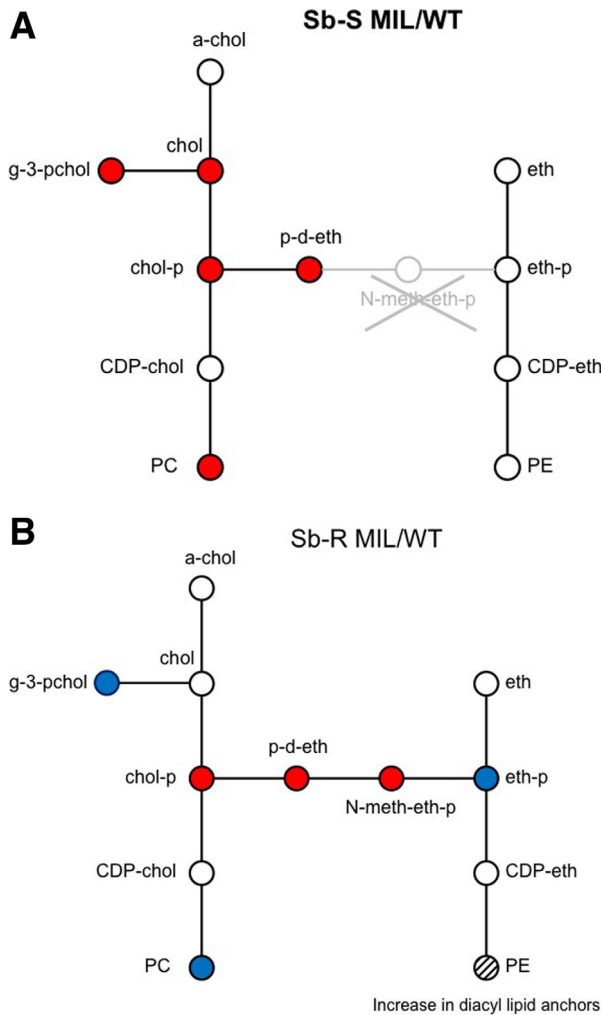 A
Sb-S MIL/WT
a-chol
chol
g-3-pchol
eth
p-d-eth
chol-p
eth-p
N-meth-eth-p
CDP-chol
CDP-eth
PC
PE
B
Sb-R MIL/WT
a-chol
chol
g-3-pchol
eth
p-d-eth
chol-p
eth-p
N-meth-eth-p
CDP-chol
CDP-eth
PC
PE
Increase in diacyl lipid anchors